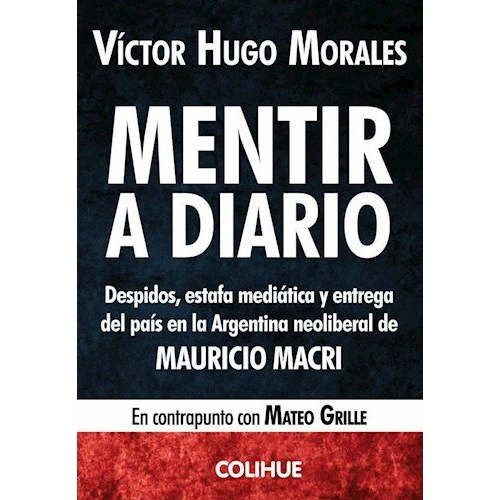 Víctor Hugo Morales
MENTIR
A DIARIO
Despidos, estafa mediática y entrega
del país en la Argentina neoliberal de
MAURICIO MACRI
En contrapunto con Mateo Grille
COLIHUE